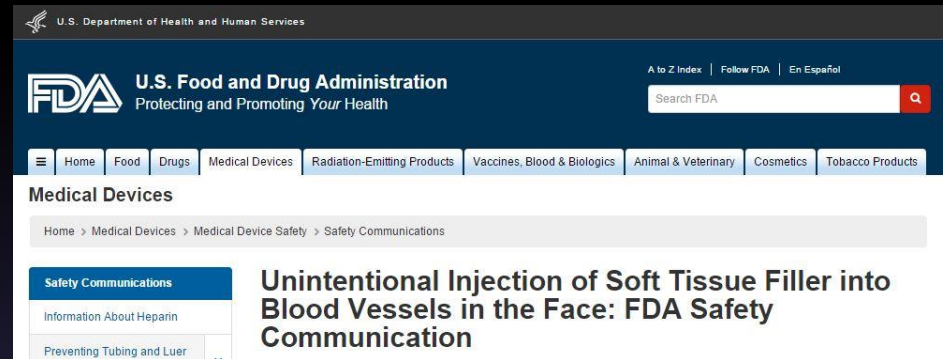 U.S. Department of Health and Human Services
A to Z Index | Follow FDA | En Español
FDA
U.S. Food and Drug Administration
Protecting and Promoting Your Health
Search FDA
Home Food Drugs Medical Devices Radiation-Emitting Products Vaccines, Blood & Biologics Animal & Veterinary Cosmetics Tobacco Products
Medical Devices
Home > Medical Devices > Medical Device Safety > Safety Communications
Safety Communications
Information About Heparin
Preventing Tubing and Luer
Unintentional Injection of Soft Tissue Filler into
Blood Vessels in the Face: FDA Safety
Communication